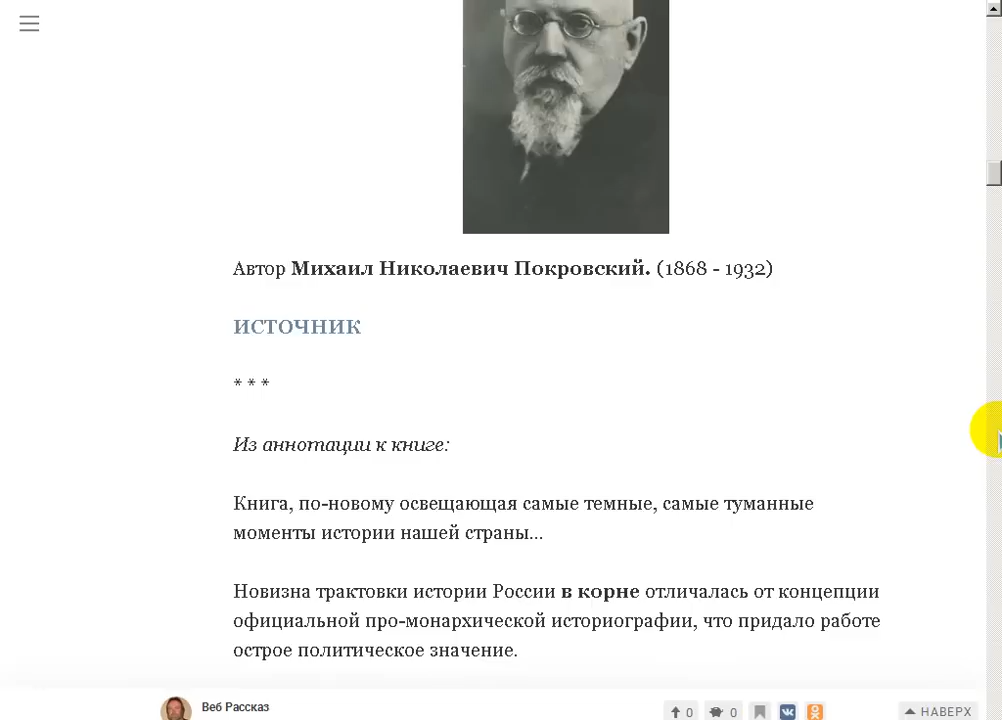 Автор Михаил Николаевич Покровский. (1868 - 1932)
ИСТОЧНИК
* * *
Из аннотации к книге:
Книга, по-новому освещающая самые темные, самые туманные
моменты истории нашей страны...
Новизна трактовки истории России в корне отличалась от концепции
официальной про-монархической историографии, что придало работе
острое политическое значение.
Веб Рассказ
0
0
НАВЕРХ